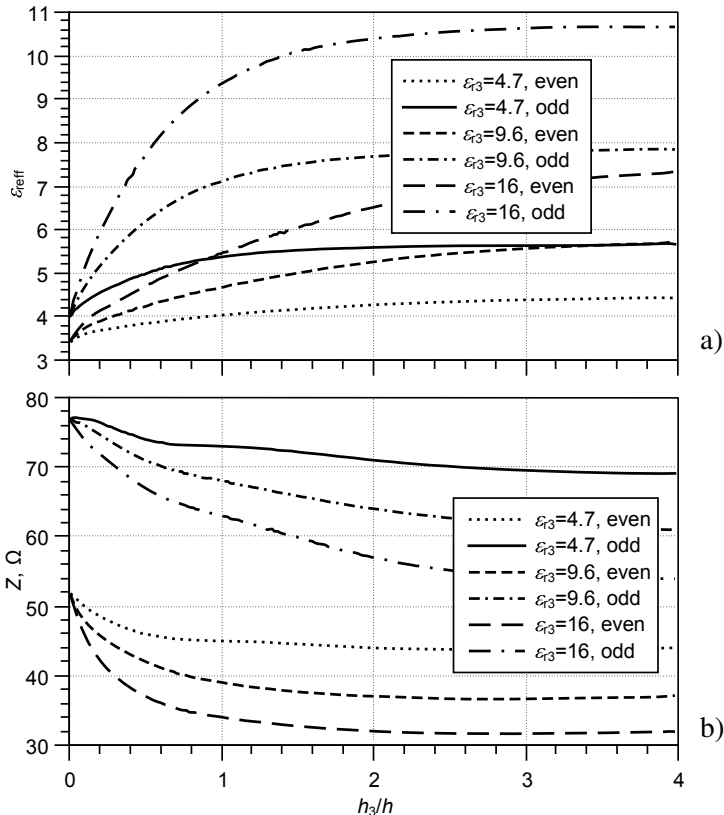 11
10
9
8
7
6
5
4
3
εreff
εr3=4.7, even
εr3=4.7, odd
εr3=9.6, even
εr3=9.6, odd
εr3=16, even
εr3=16, odd
a)
80
70
60
50
40
30
Z, Ω
εr3=4.7, even
εr3=4.7, odd
εr3=9.6, even
εr3=9.6, odd
εr3=16, even
εr3=16, odd
b)
0 1 2 3 4
h3/h